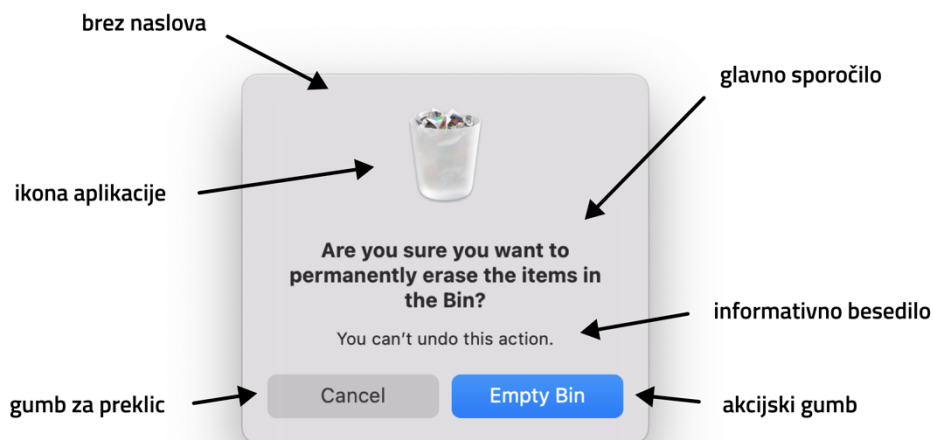 brez naslova
glavno sporočilo
ikona aplikacije
Are you sure you want to
permanently erase the items in
the Bin?
informativno besedilo
You can’t undo this action.
Cancel
Empty Bin
gumb za preklic
akcijski gumb